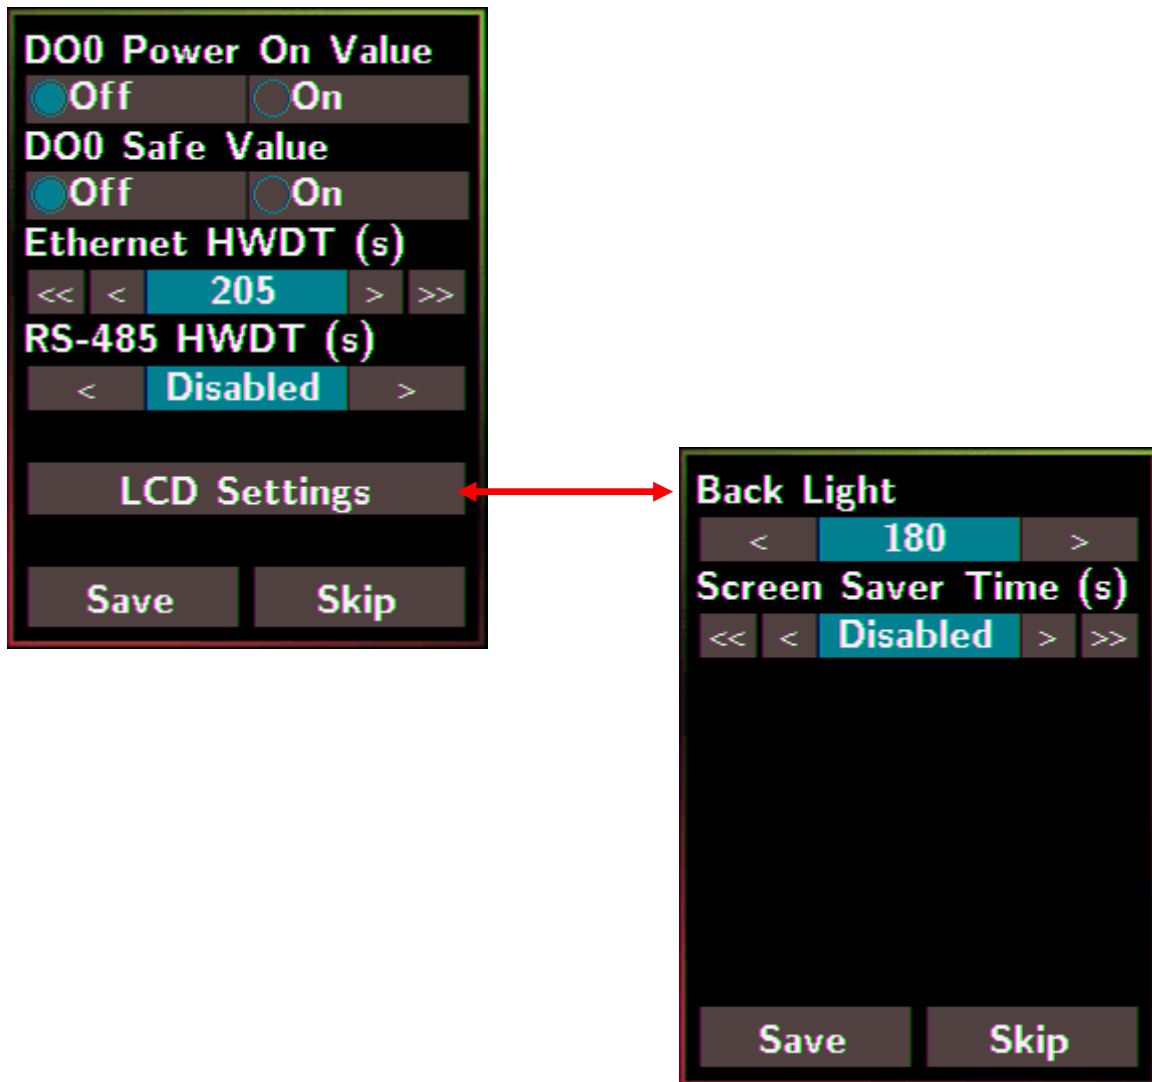 DO0 Power On Value
Off On
DO0 Safe Value
Off On
Ethernet HWDT (s)
<< < 205 > >>
RS-485 HWDT (s)
< Disabled >
LCD Settings
Save Skip
Back Light
< 180 >
Screen Saver Time (s)
<< < Disabled > >>
Save Skip